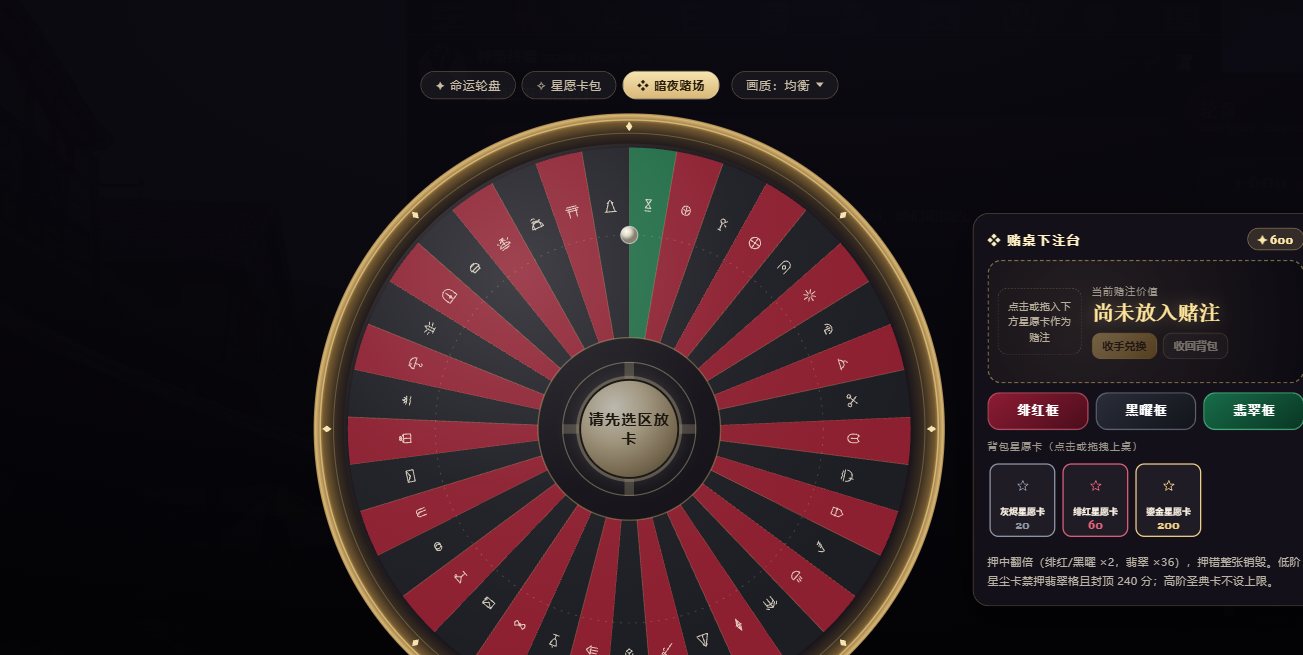 ✦ 命运轮盘
✧ 星愿卡包
❖ 暗夜赌场
画质：均衡
请先选区放
卡
❖ 赌桌下注台
✦600
点击或拖入下
方星愿卡作为
赌注
当前赌注价值
尚未放入赌注
收手兑换
收回背包
绯红框
黑曜框
翡翠框
背包星愿卡（点击或拖拽上桌）
灰烬星愿卡
20
绯红星愿卡
60
鎏金星愿卡
200
押中翻倍（绯红/黑曜 ×2，翡翠 ×36），押错整张销毁。低阶
星尘卡禁押翡翠格且封顶 240 分；高阶圣典卡不设上限。